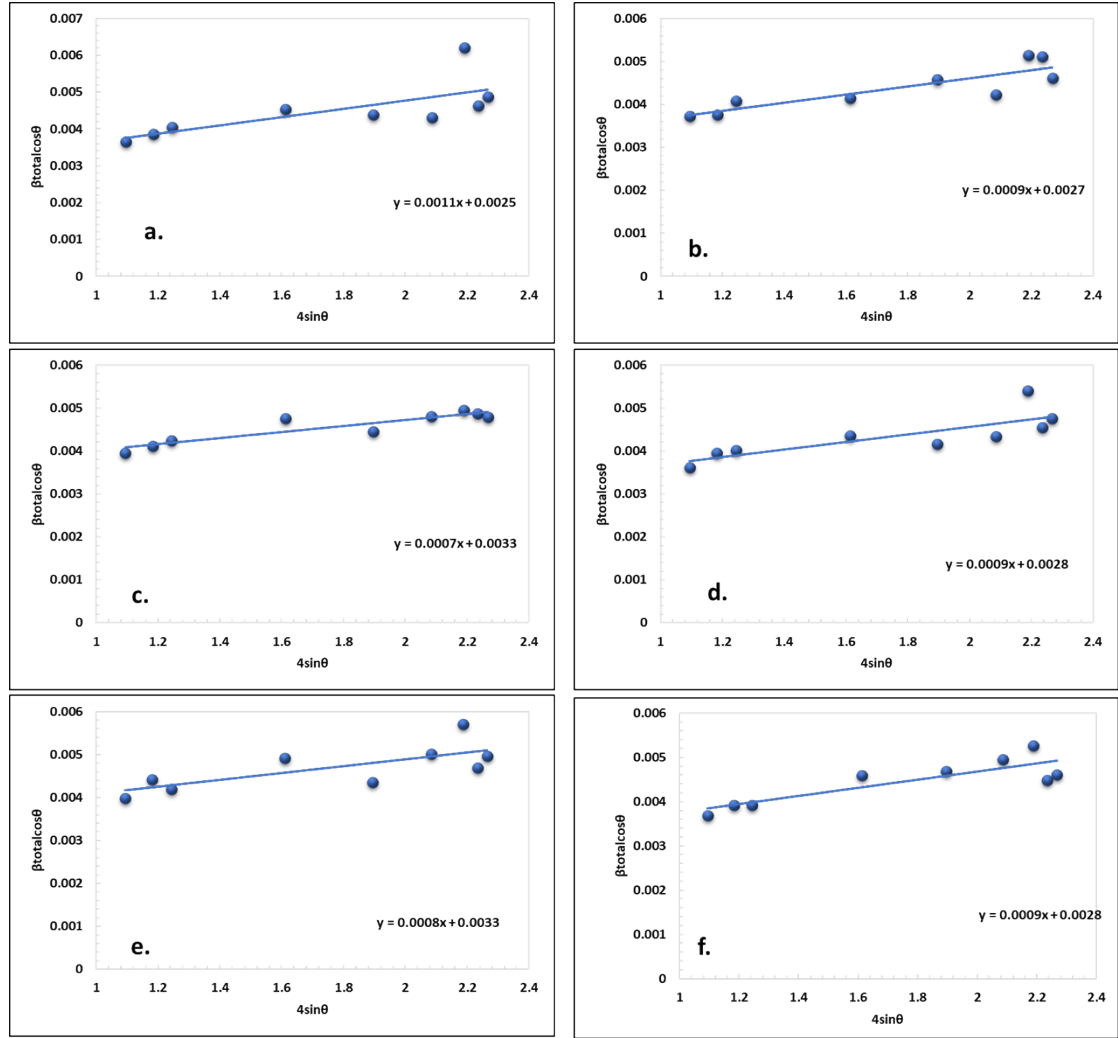 0.007
0.006
0.005
0.004
0.003
0.002
0.001
0
βtotalcosθ
y = 0.0011x + 0.0025
a.
1 1.2 1.4 1.6 1.8 2 2.2 2.4
4sinθ
0.006
0.005
0.004
0.003
0.002
0.001
0
βtotalcosθ
y = 0.0009x + 0.0027
b.
1 1.2 1.4 1.6 1.8 2 2.2 2.4
4sinθ
0.006
0.005
0.004
0.003
0.002
0.001
0
βtotalcosθ
y = 0.0007x + 0.0033
c.
1 1.2 1.4 1.6 1.8 2 2.2 2.4
4sinθ
0.006
0.005
0.004
0.003
0.002
0.001
0
βtotalcosθ
y = 0.0009x + 0.0028
d.
1 1.2 1.4 1.6 1.8 2 2.2 2.4
4sinθ
0.006
0.005
0.004
0.003
0.002
0.001
0
βtotalcosθ
y = 0.0008x + 0.0033
e.
1 1.2 1.4 1.6 1.8 2 2.2 2.4
4sinθ
0.006
0.005
0.004
0.003
0.002
0.001
0
βtotalcosθ
y = 0.0009x + 0.0028
f.
1 1.2 1.4 1.6 1.8 2 2.2 2.4
4sinθ